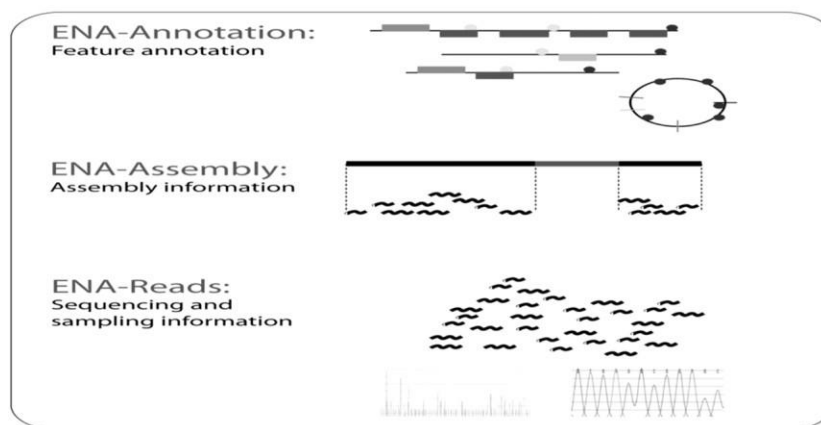 ENA-Annotation:
Feature annotation
ENA-Assembly:
Assembly information
ENA-Reads:
Sequencing and
sampling information